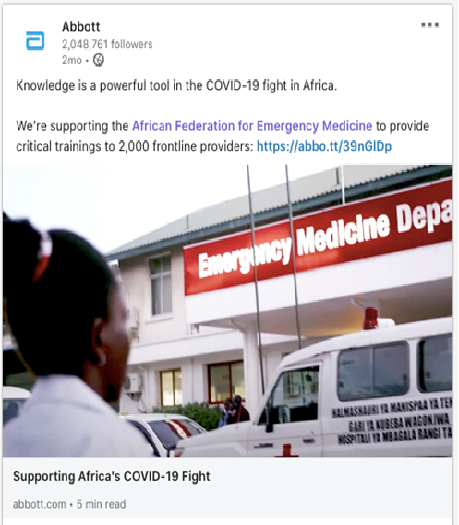 Abbott
2,048,761 followers
2mo •
Knowledge is a powerful tool in the COVID-19 fight in Africa.
We're supporting the African Federation for Emergency Medicine to provide
critical trainings to 2,000 frontline providers: https://abbo.tt/39nGlDp
Emergency Medicine Depa
HALMASHAURI YA MANISPAA YA TE
GARI YA KUBEBA WAGONJWA
HOSPITALI YA MBAGALA RANGI TA
Supporting Africa's COVID-19 Fight
abbott.com • 5 min read